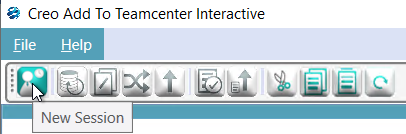 Creo Add To Teamcenter Interactive
File Help
New Session